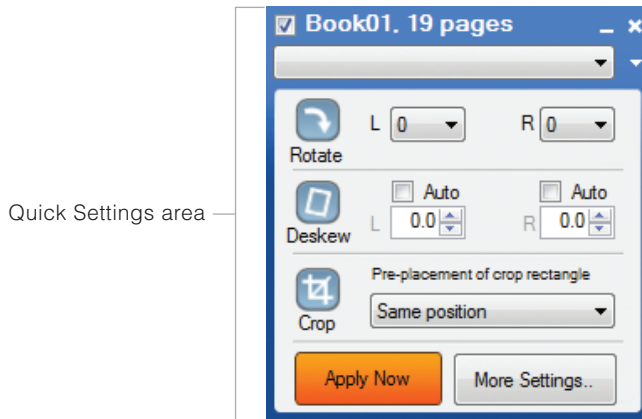 Book01. 19 pages
L 0 R 0
Rotate
Auto Auto
L 0.0 R 0.0
Deskew
Pre-placement of crop rectangle
Same position
Crop
Quick Settings area
Apply Now More Settings..